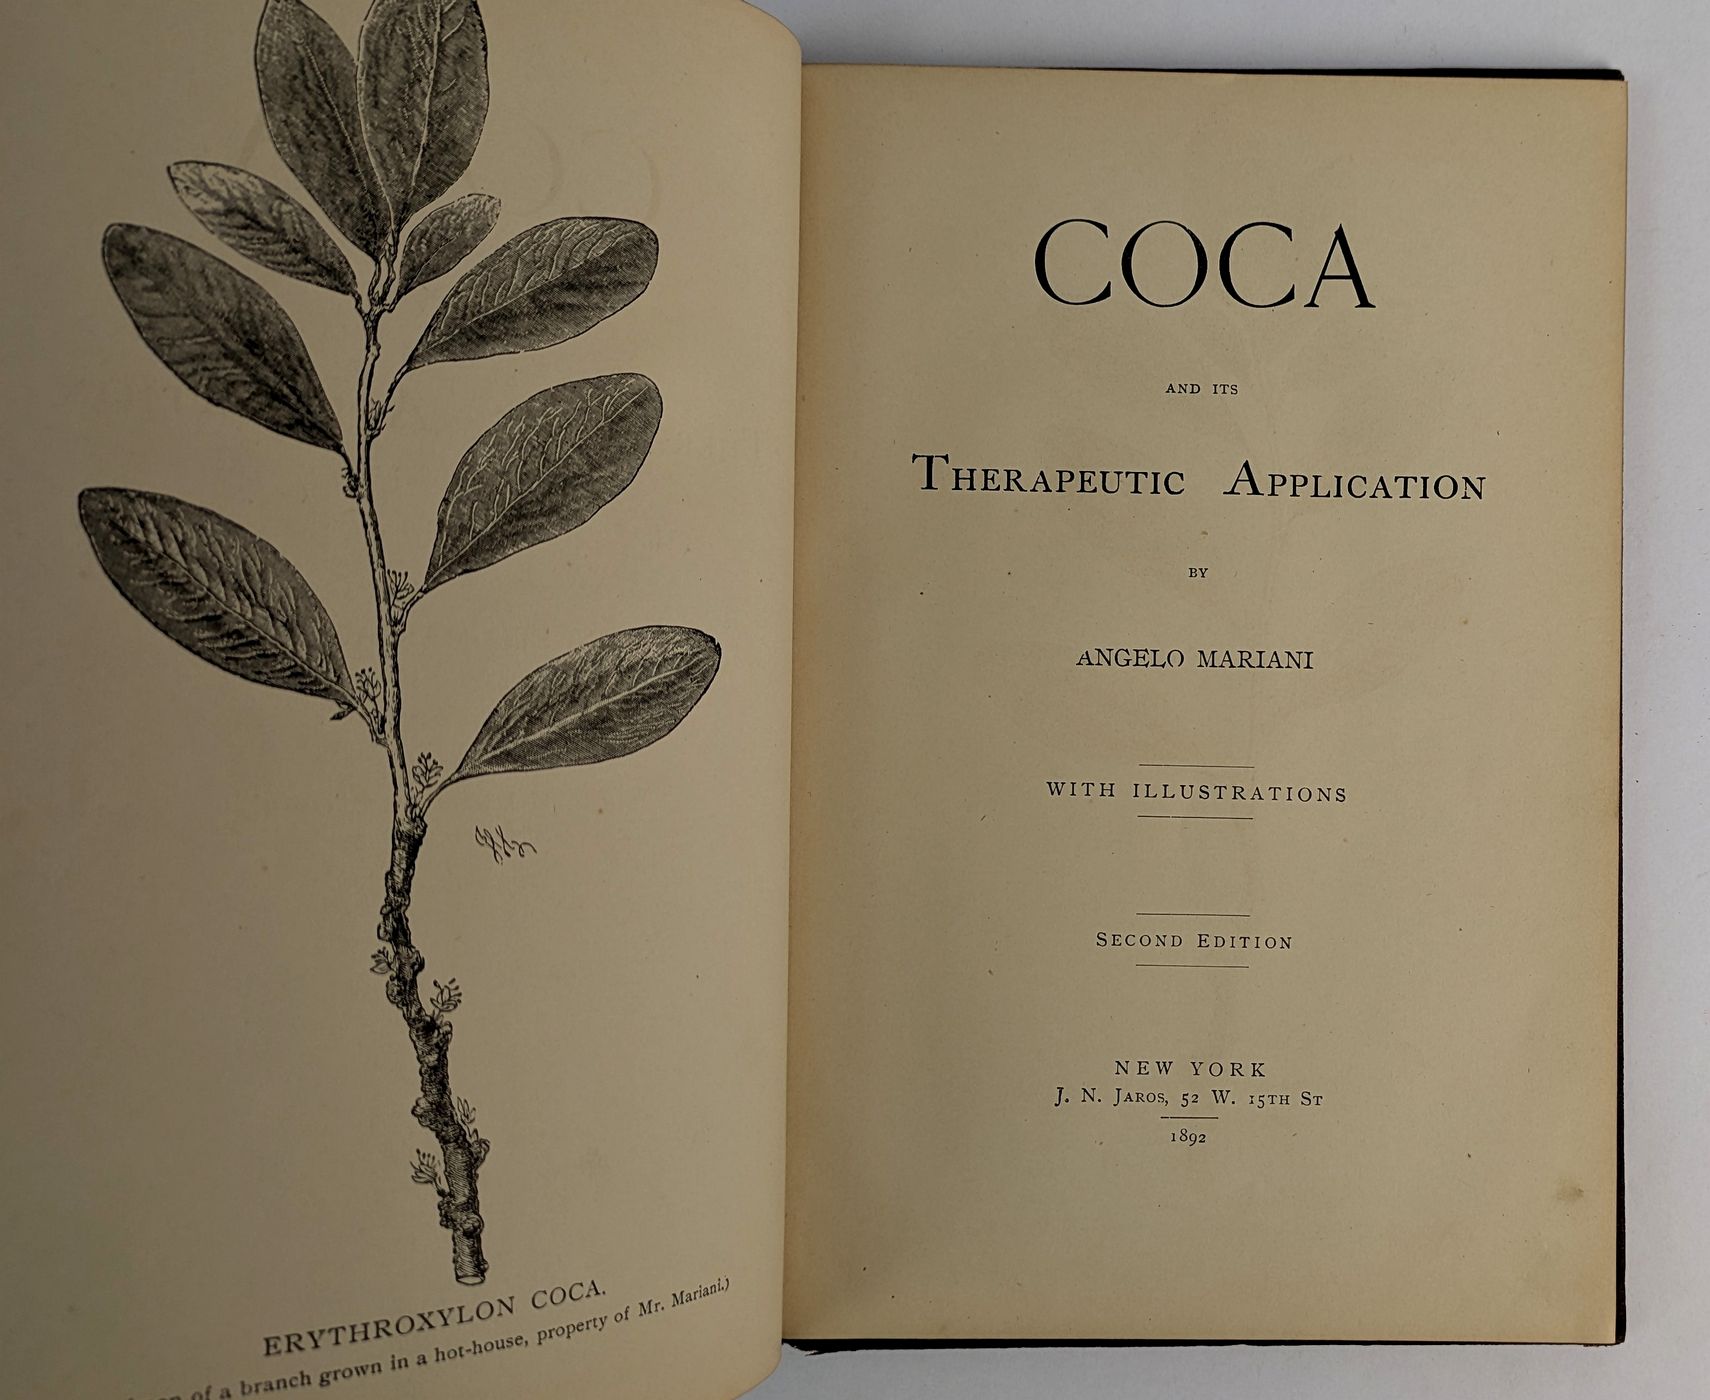 ERYTHROXYLON COCA.
of a branch grown in a hot-house, property of Mr. Mariani.)
COCA
AND ITS
THERAPEUTIC APPLICATION
BY
ANGELO MARIANI
WITH ILLUSTRATIONS
SECOND EDITION
NEW YORK
J. N. JAROS, 52 W. 15TH ST
1892